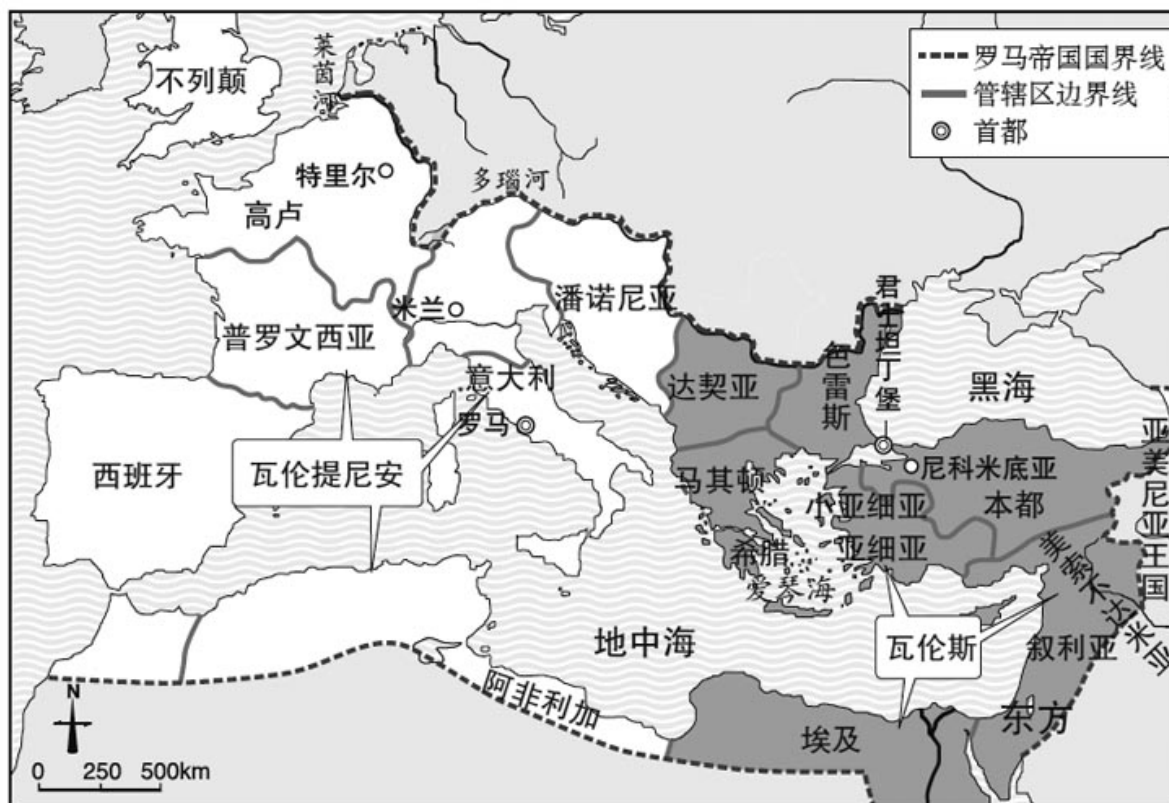 罗马帝国国界线
管辖区边界线
首都
不列颠
莱茵河
特里尔
多瑙河
高卢
米兰
潘诺尼亚
君士坦丁堡
普罗文西亚
意大利
达契亚
色雷斯
黑海
罗马
瓦伦提尼安
西班牙
马其顿
尼科米底亚
亚美尼亚王国
小亚细亚
本都
希腊
亚细亚
爱琴海
美索不达米亚
地中海
瓦伦斯
叙利亚
阿非利加
东方
埃及
N
0 250 500km